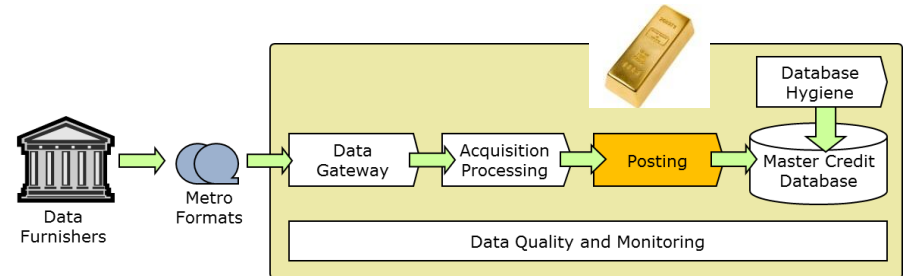 Database
Hygiene
Data
Gateway
Acquisition
Processing
Posting
Master Credit
Database
Metro
Formats
Data
Furnishers
Data Quality and Monitoring